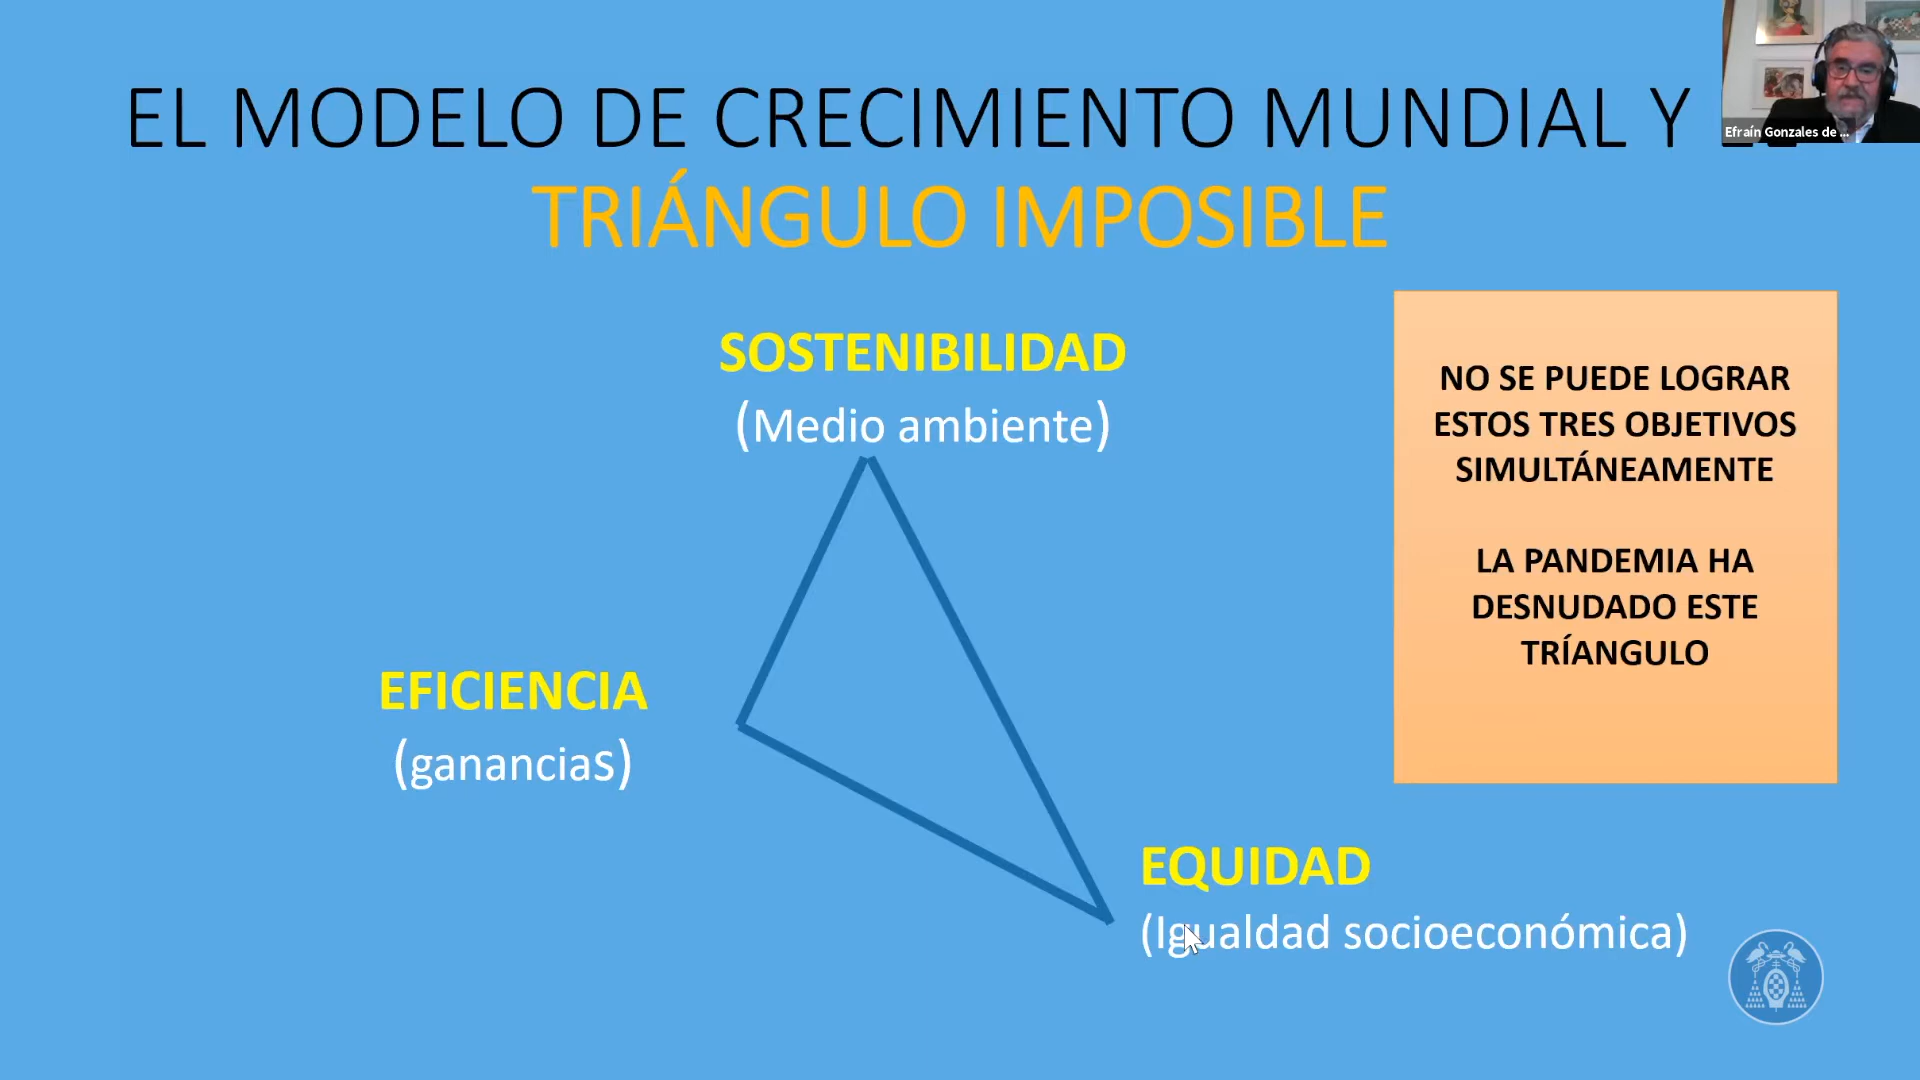 EL MODELO DE CRECIMIENTO MUNDIAL Y
TRIÁNGULO IMPOSIBLE
Efraín Gonzales de ...
SOSTENIBILIDAD
(Medio ambiente)
NO SE PUEDE LOGRAR
ESTOS TRES OBJETIVOS
SIMULTÁNEAMENTE
LA PANDEMIA HA
DESNUDADO ESTE
TRÍANGULO
EFICIENCIA
(ganancias)
EQUIDAD
(Igualdad socioeconómica)